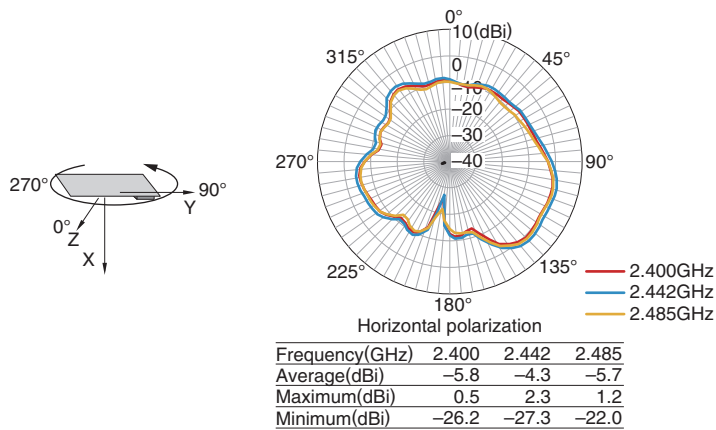 270°
90°
Y
0°
Z
X
0°
10(dBi)
315°
45°
0
–10
–20
–30
270°
–40
90°
225°
135°
180°
2.400GHz
2.442GHz
2.485GHz
Horizontal polarization
Frequency(GHz) 2.400 2.442 2.485
Average(dBi) –5.8 –4.3 –5.7
Maximum(dBi) 0.5 2.3 1.2
Minimum(dBi) –26.2 –27.3 –22.0